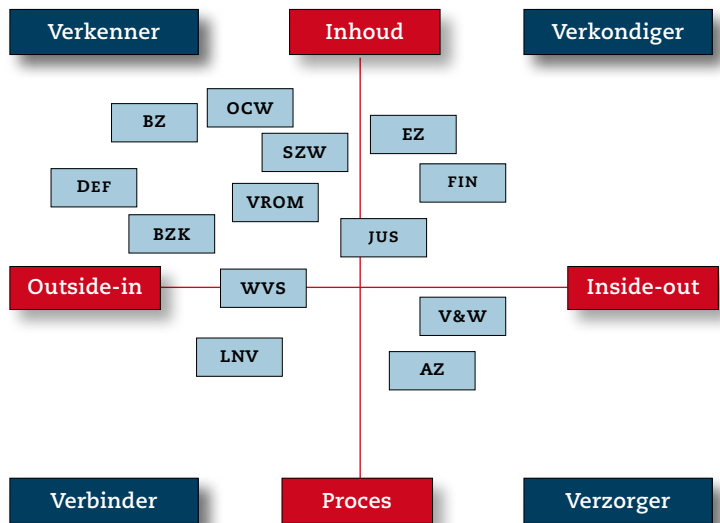 Verkenner
Inhoud
Verkondiger
OCW
BZ
EZ
SZW
FIN
DEF
VROM
BZK
JUS
Outside-in
WVS
Inside-out
V&W
LNV
AZ
Verbinder
Proces
Verzorger